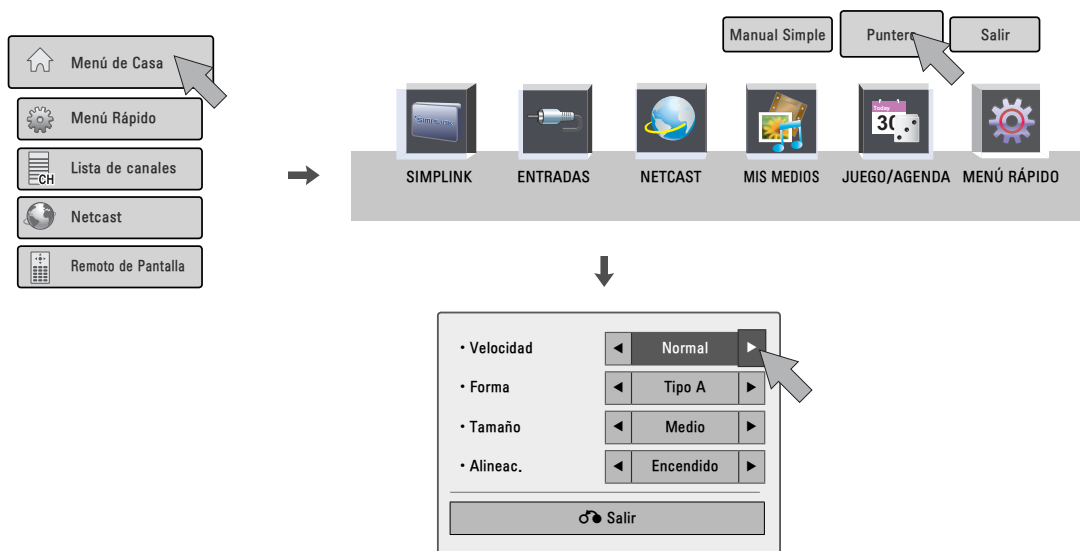 Menú de Casa
Menú Rápido
Lista de canales
CH
Netcast
Remoto de Pantalla
Manual Simple
Puntero
Salir
SIMPLINK
Today
30
SIMPLINK
ENTRADAS
NETCAST
MIS MEDIOS
JUEGO/AGENDA
MENÚ RÁPIDO
• Velocidad
Normal
• Forma
Tipo A
• Tamaño
Medio
• Alineac.
Encendido
Salir